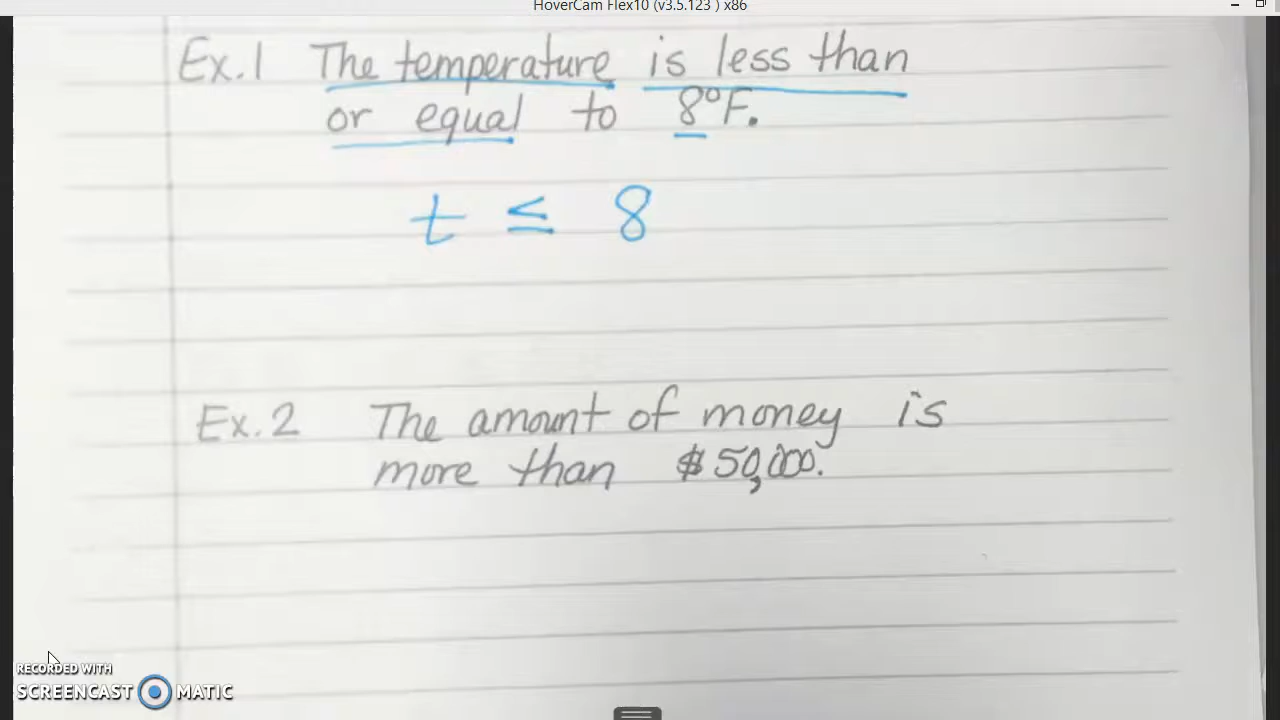 HoverCam Flex10 (v3.5.123 ) x86
Ex.1 The temperature is less than
or equal to 8°F.
t ≤ 8
Ex.2 The amount of money is
more than $50,000.
RECORDED WITH
SCREENCAST MATIC